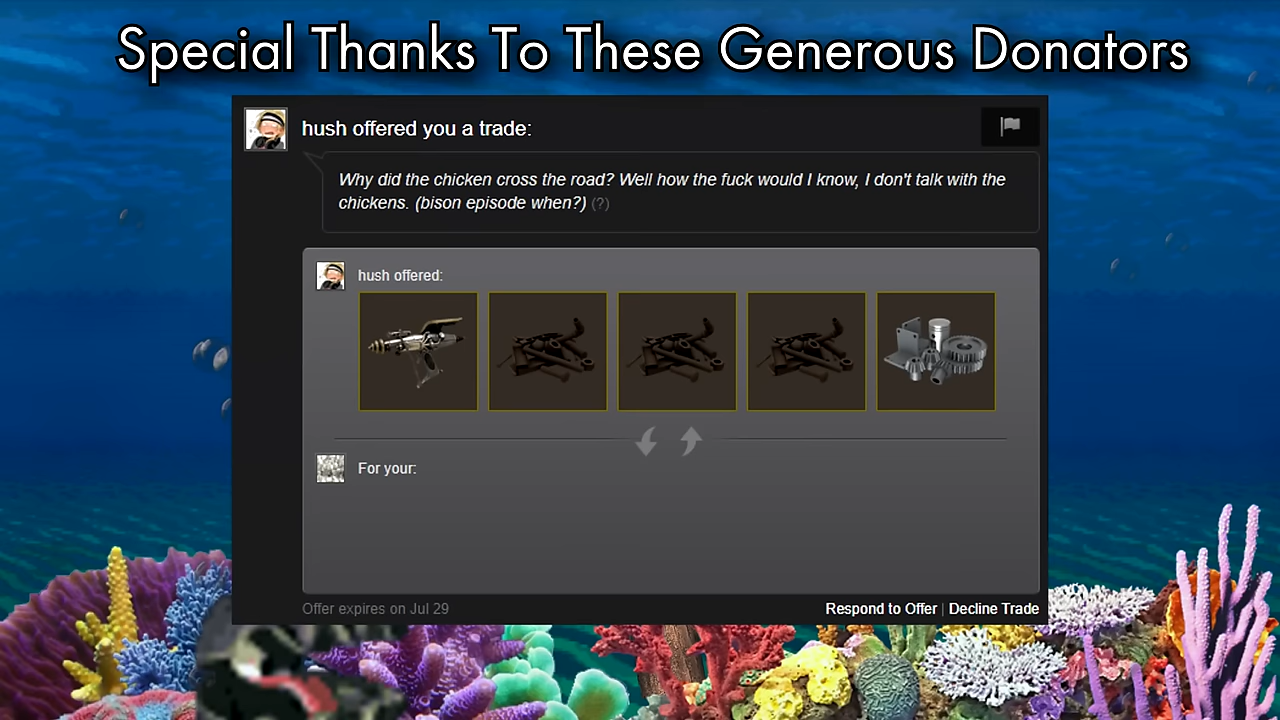 Special Thanks To These Generous Donators
hush offered you a trade:
Why did the chicken cross the road? Well how the fuck would I know, I don't talk with the
chickens. (bison episode when?) (?)
hush offered:
For your:
Offer expires on Jul 29
Respond to Offer | Decline Trade